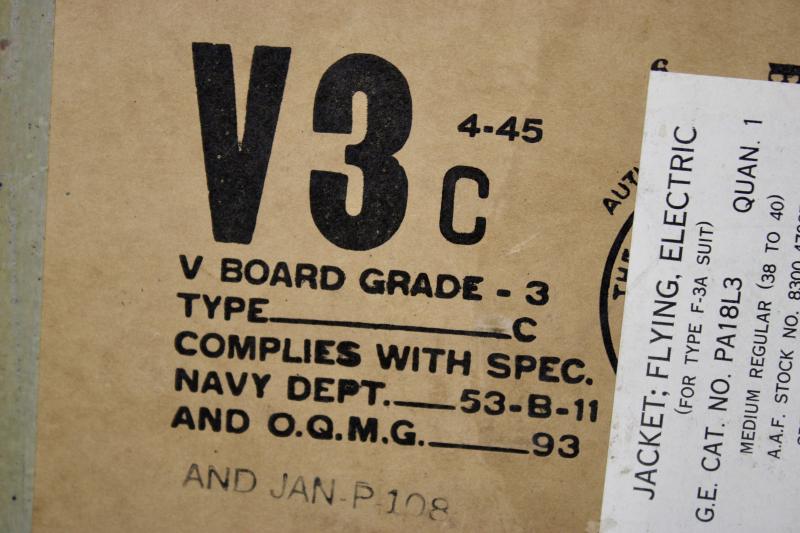 V3
4-45
C
V BOARD GRADE - 3
TYPE C
COMPLIES WITH SPEC.
NAVY DEPT. 53-B-11
AND O.Q.M.G. 93
AND JAN-P-108
THE
JACKET; FLYING, ELECTRIC
(FOR TYPE F-3A SUIT)
G.E. CAT. NO. PA18L3 QUAN. 1
MEDIUM REGULAR (38 TO 40)
A.A.F. STOCK NO. 8300